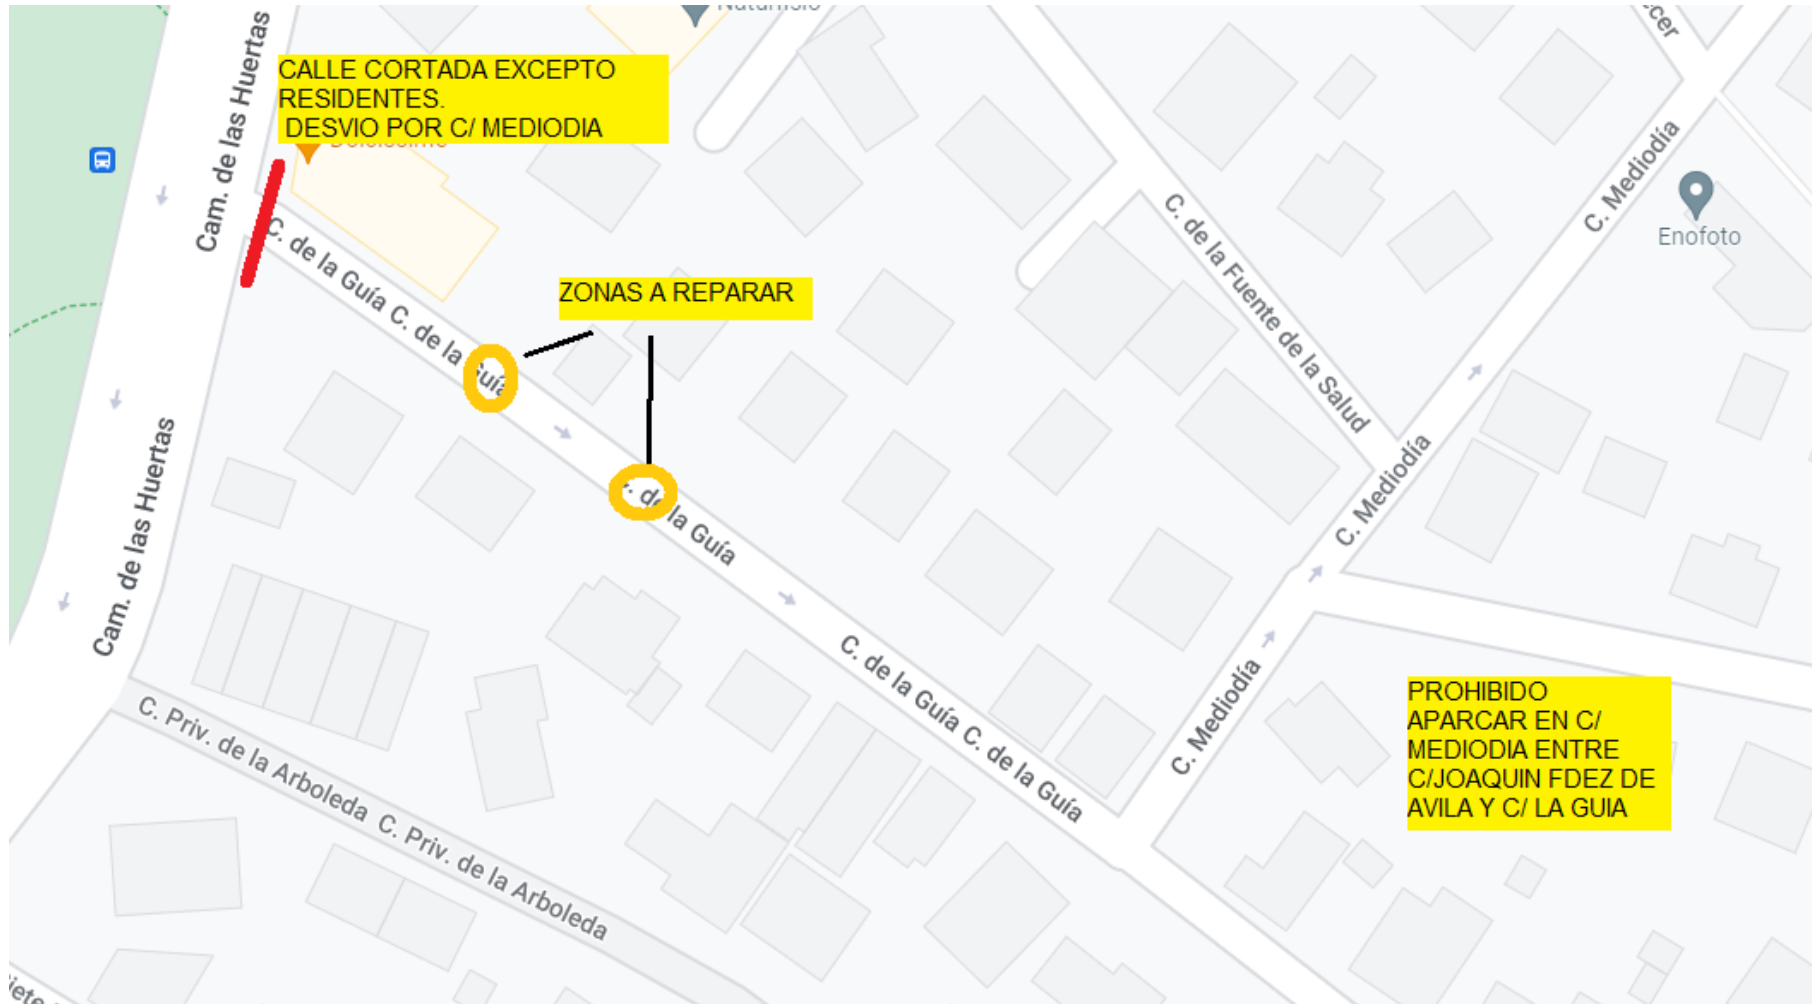 Naturfisio
Cam. de las Huertas
CALLE CORTADA EXCEPTO
RESIDENTES.
DESVIO POR C/ MEDIODIA
C. de la Guía
C. de la Guía
ZONAS A REPARAR
C. de la Fuente de la Salud
C. Mediodía
Enofoto
Cam. de las Huertas
C. de la Guía
C. Mediodía
C. de la Guía
C. de la Guía
C. Mediodía
PROHIBIDO
APARCAR EN C/
MEDIODIA ENTRE
C/JOAQUIN FDEZ DE
AVILA Y C/ LA GUIA
C. Priv. de la Arboleda
C. Priv. de la Arboleda